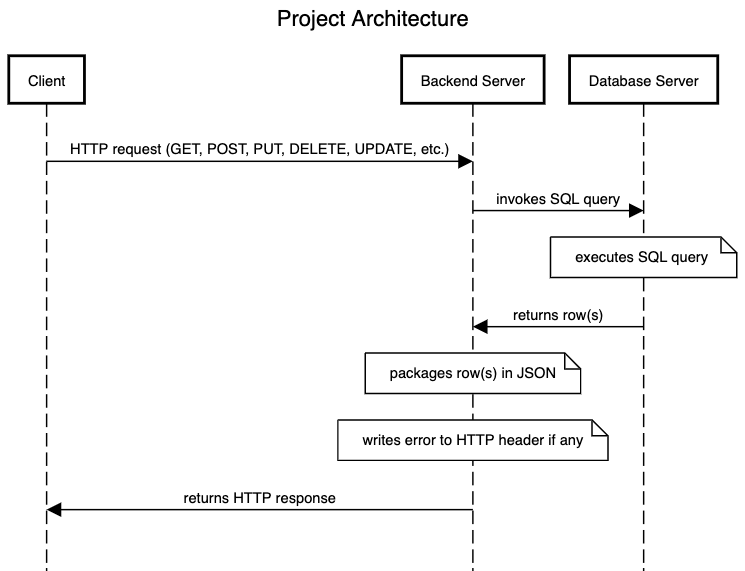 Project Architecture
Client
Backend Server
Database Server
HTTP request (GET, POST, PUT, DELETE, UPDATE, etc.)
invokes SQL query
executes SQL query
returns row(s)
packages row(s) in JSON
writes error to HTTP header if any
returns HTTP response